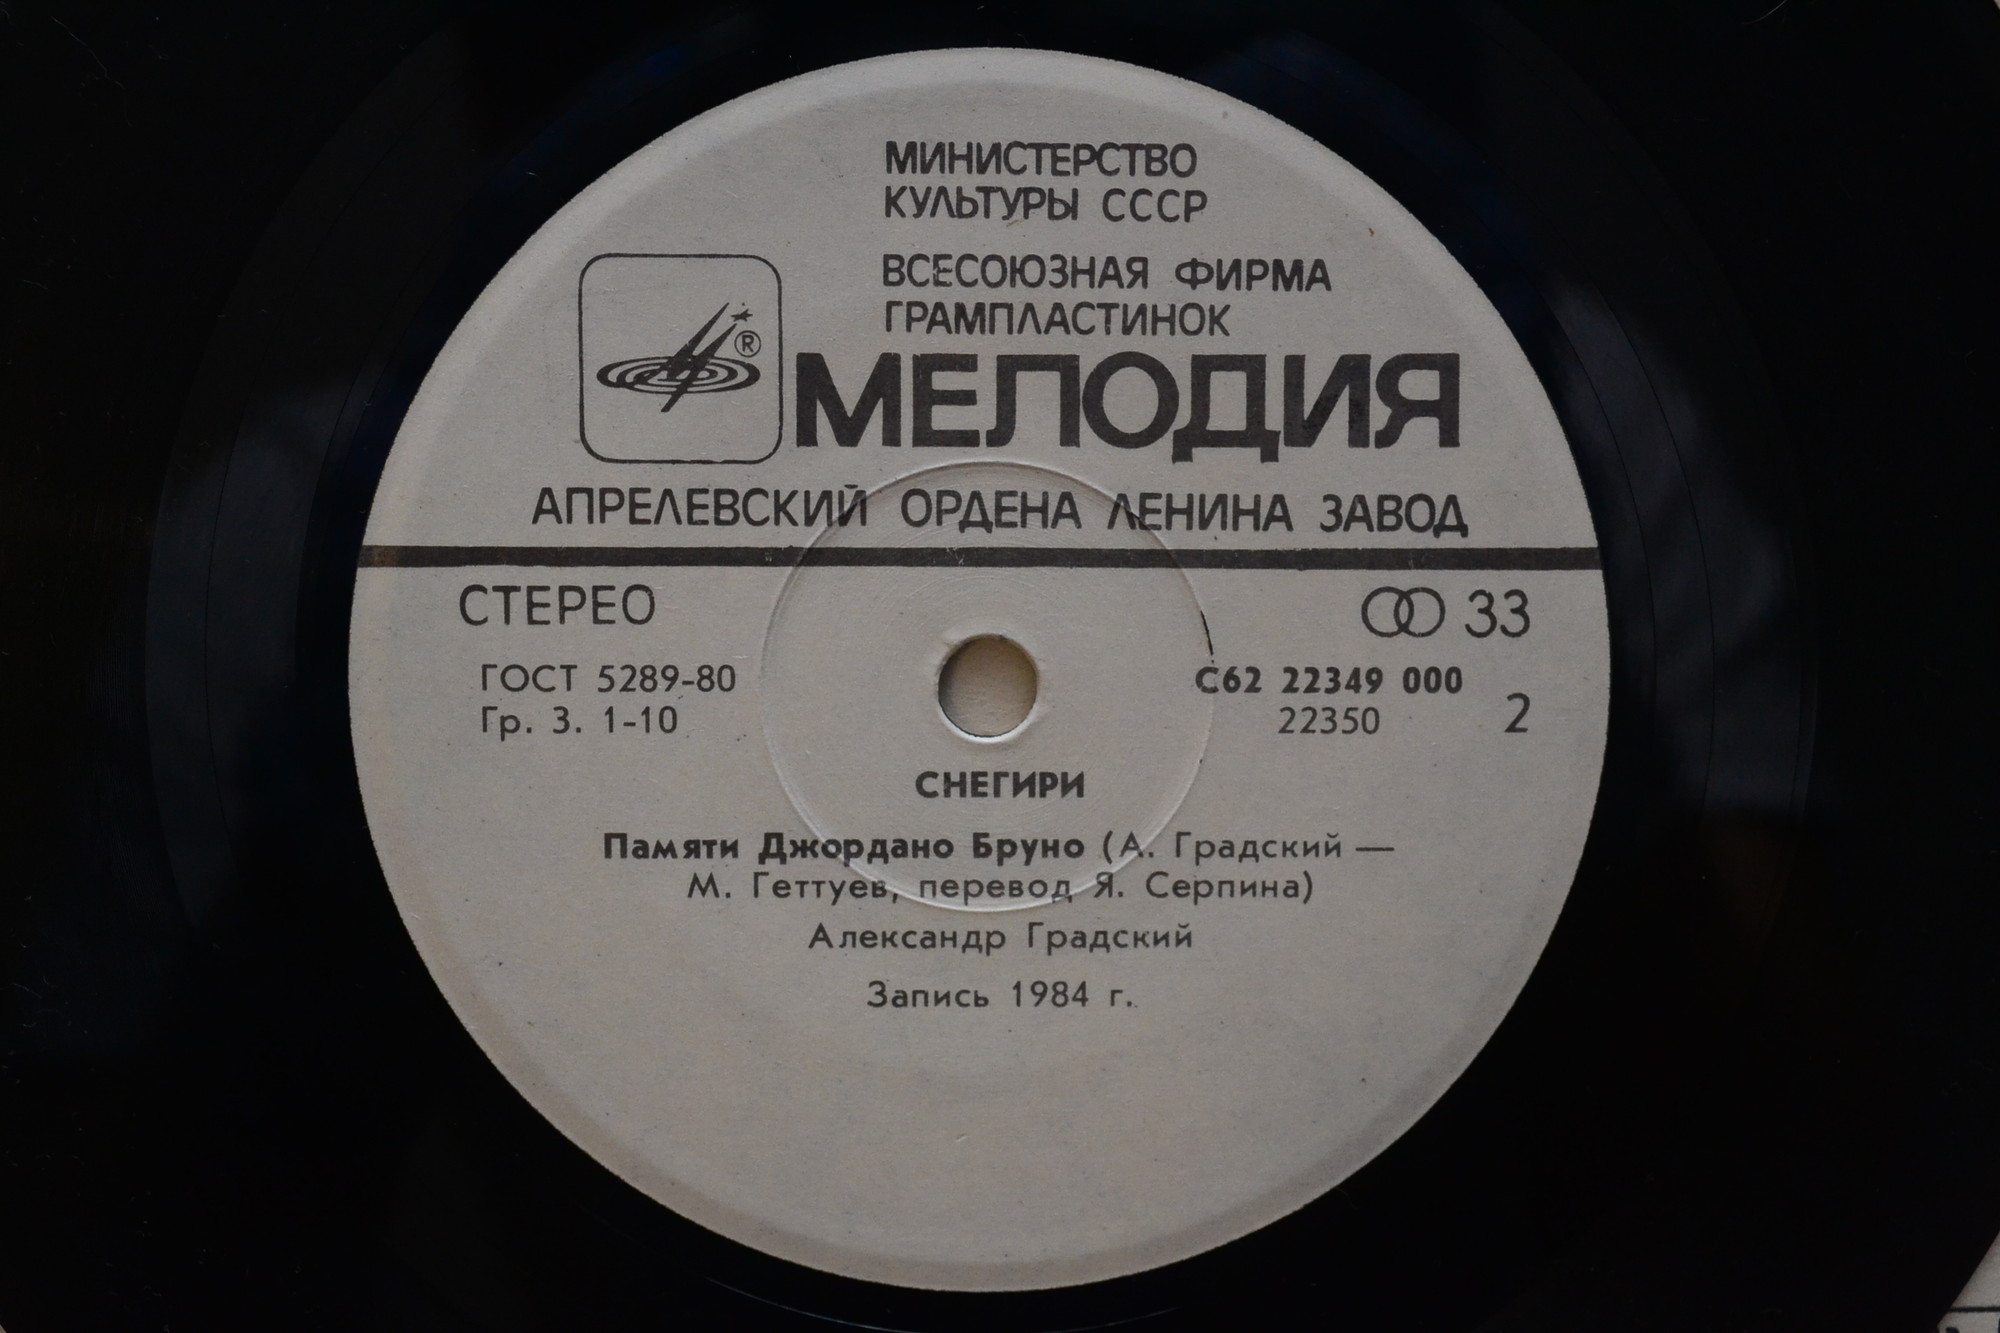 МИНИСТЕРСТВО
КУЛЬТУРЫ СССР
ВСЕСОЮЗНАЯ ФИРМА
ГРАМПЛАСТИНОК
®
МЕЛОДИЯ
АПРЕЛЕВСКИЙ ОРДЕНА ЛЕНИНА ЗАВОД
СТЕРЕО
33
ГОСТ 5289-80
Гр. 3. 1-10
С62 22349 000
22350
2
СНЕГИРИ
Памяти Джордано Бруно (А. Градский —
М. Геттуев, перевод Я. Серпина)
Александр Градский
Запись 1984 г.